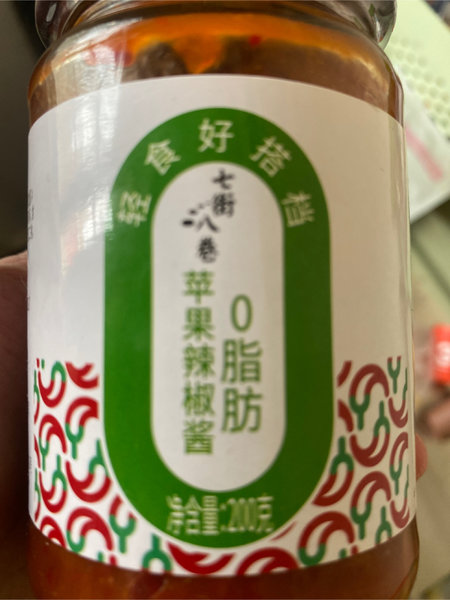 轻食好搭档
七街八巷
0脂肪
苹果辣椒酱
净含量:200克